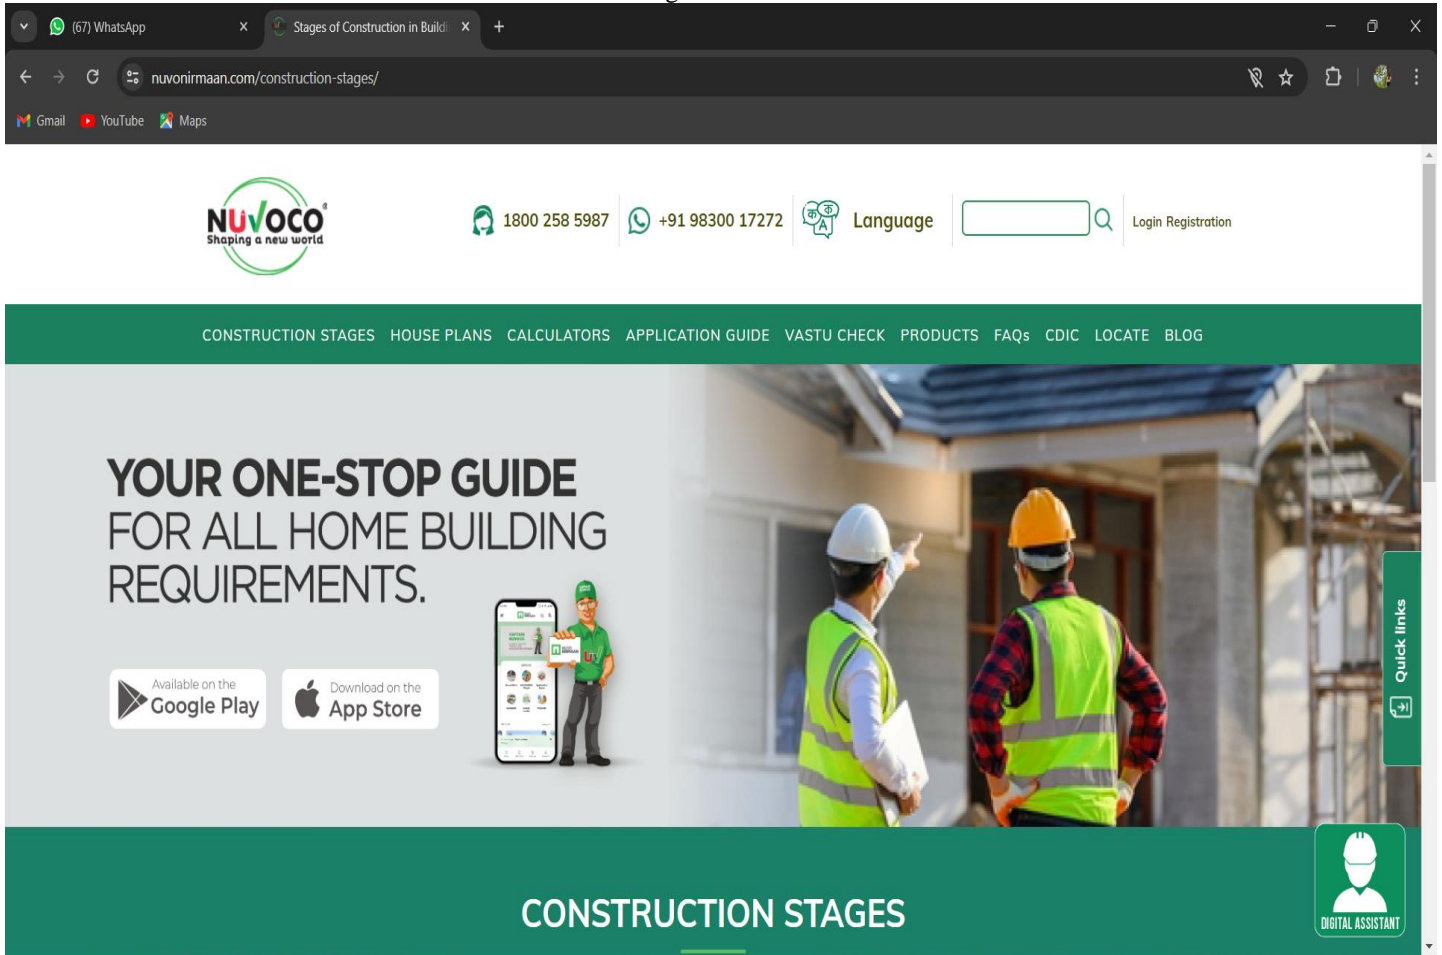 (67) WhatsApp
Stages of Construction in Buildi
nuvonirmaan.com/construction-stages/
Gmail YouTube Maps
NUVOCO
Shaping a new world
1800 258 5987
+91 98300 17272
Language
Login Registration
CONSTRUCTION STAGES HOUSE PLANS CALCULATORS APPLICATION GUIDE VASTU CHECK PRODUCTS FAQs CDIC LOCATE BLOG
YOUR ONE-STOP GUIDE
FOR ALL HOME BUILDING
REQUIREMENTS.
Available on the
Google Play
Download on the
App Store
Quick links
CONSTRUCTION STAGES
DIGITAL ASSISTANT